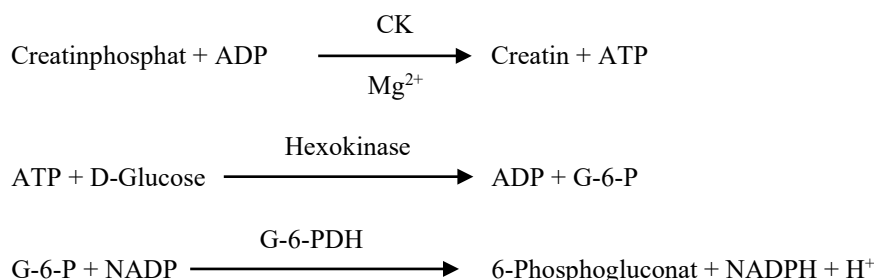 CK
Creatinphosphat + ADP Creatin + ATP
Mg²⁺
Hexokinase
ATP + D-Glucose ADP + G-6-P
G-6-PDH
G-6-P + NADP 6-Phosphogluconat + NADPH + H⁺